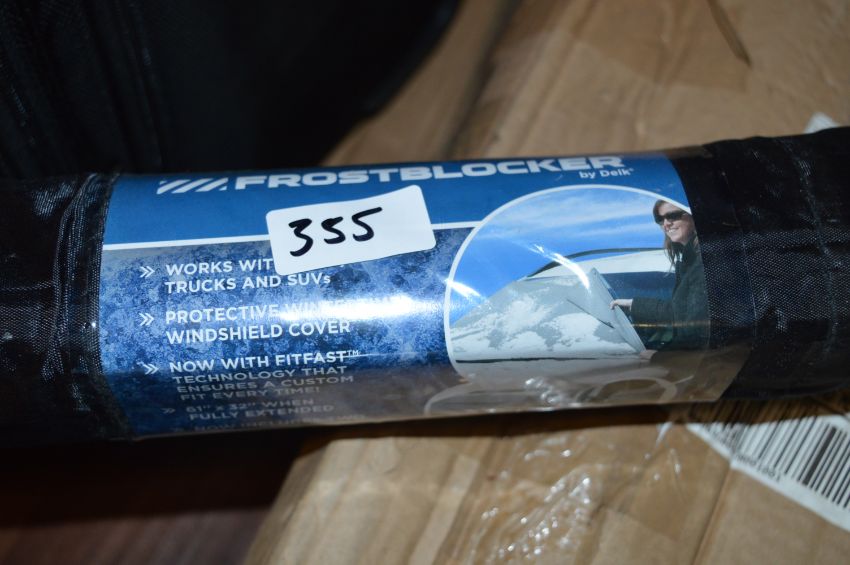 FROSTBLOCKER
by Delk®
355
» WORKS WIT
TRUCKS AND SUVs
» PROTECTIVE
WINDSHIELD COVER
» NOW WITH FITFAST™
TECHNOLOGY THAT
ENSURES A CUSTOM
FIT EVERY TIME!
» 61" X 32" WHEN
FULLY EXTENDED